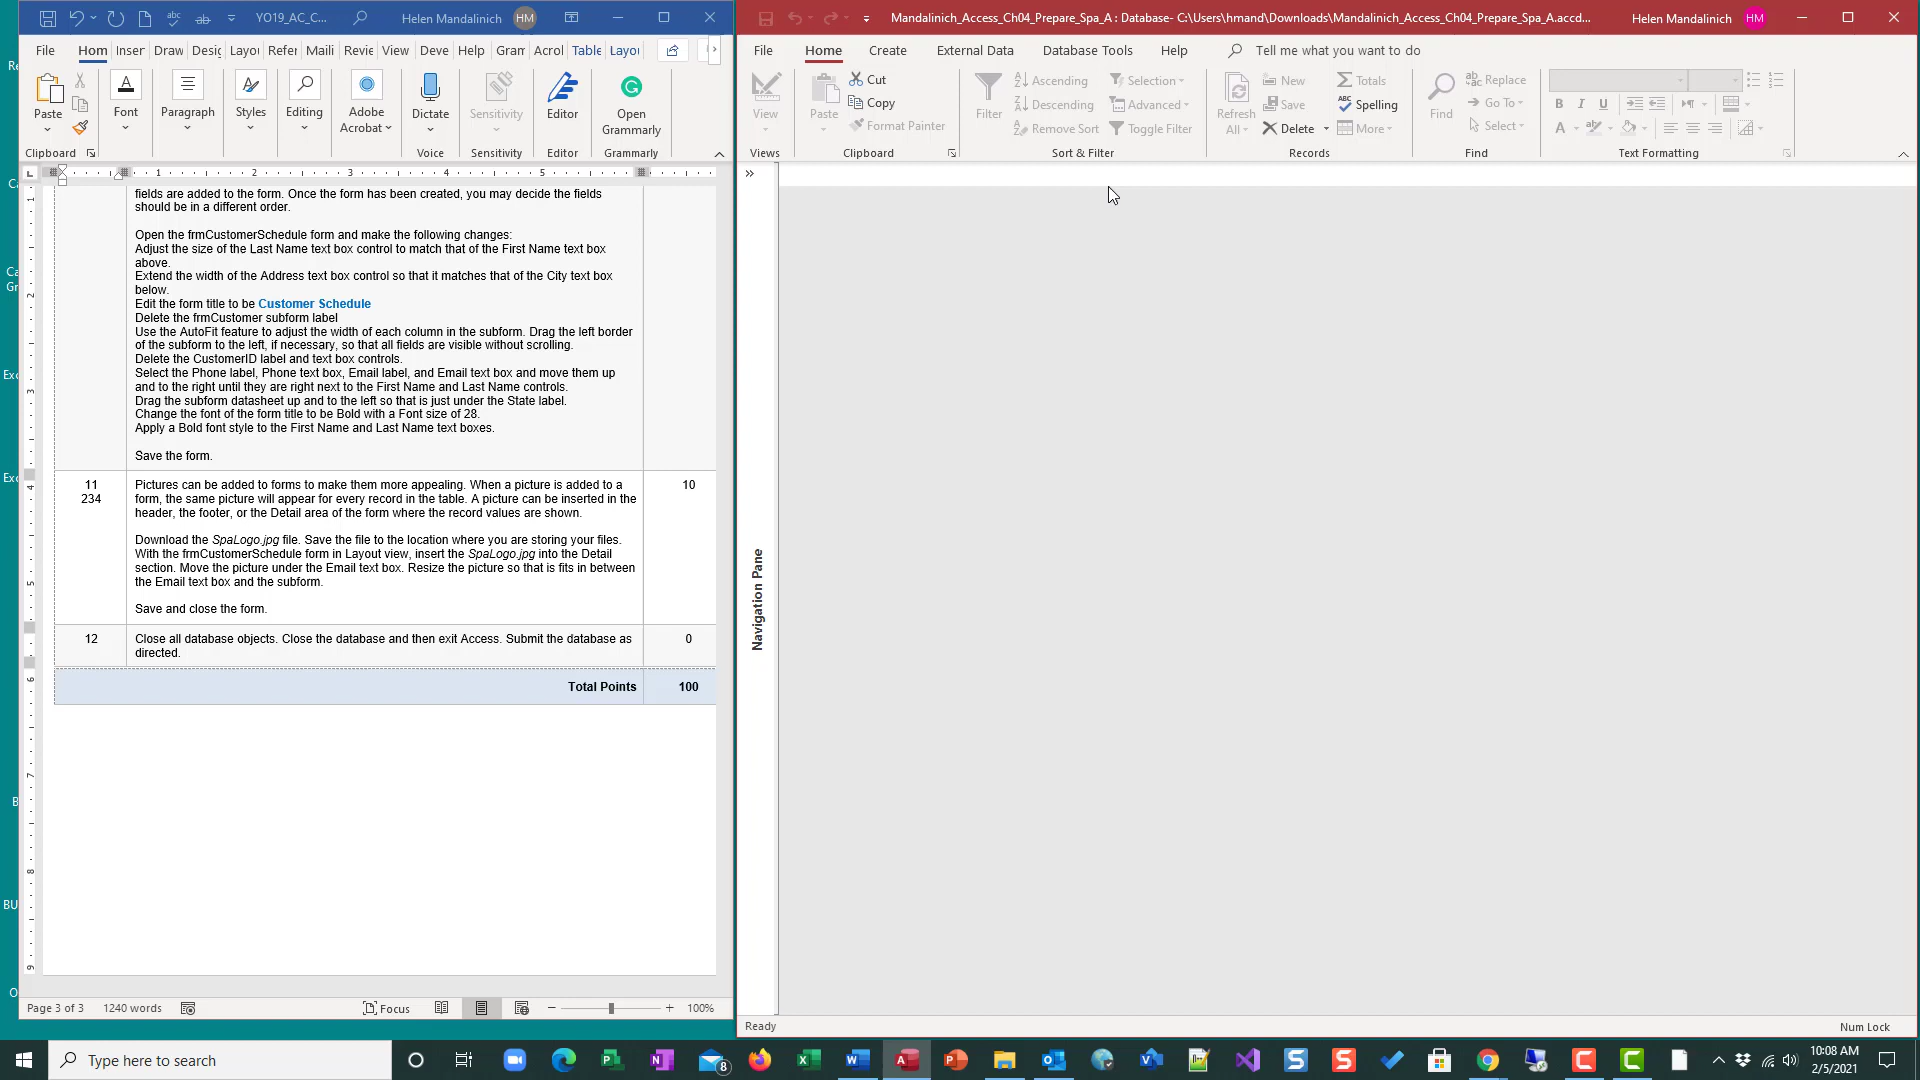 YO19_AC_C...
Helen Mandalinich
HM
File
Hom
Inser
Draw
Desig
Layou
Refer
Maili
Revie
View
Deve
Help
Gram
Acrol
Table
Layou
Paste
Clipboard
Font
Paragraph
Styles
Editing
Adobe
Acrobat
Dictate
Voice
Sensitivity
Sensitivity
Editor
Editor
Open
Grammarly
Grammarly
fields are added to the form. Once the form has been created, you may decide the fields
should be in a different order.
Open the frmCustomerSchedule form and make the following changes:
Adjust the size of the Last Name text box control to match that of the First Name text box
above.
Extend the width of the Address text box control so that it matches that of the City text box
below.
Edit the form title to be Customer Schedule
Delete the frmCustomer subform label
Use the AutoFit feature to adjust the width of each column in the subform. Drag the left border
of the subform to the left, if necessary, so that all fields are visible without scrolling.
Delete the CustomerID label and text box controls.
Select the Phone label, Phone text box, Email label, and Email text box and move them up
and to the right until they are right next to the First Name and Last Name controls.
Drag the subform datasheet up and to the left so that is just under the State label.
Change the font of the form title to be Bold with a Font size of 28.
Apply a Bold font style to the First Name and Last Name text boxes.
Save the form.
11
234
Pictures can be added to forms to make them more appealing. When a picture is added to a
form, the same picture will appear for every record in the table. A picture can be inserted in the
header, the footer, or the Detail area of the form where the record values are shown.
10
Download the SpaLogo.jpg file. Save the file to the location where you are storing your files.
With the frmCustomerSchedule form in Layout view, insert the SpaLogo.jpg into the Detail
section. Move the picture under the Email text box. Resize the picture so that is fits in between
the Email text box and the subform.
Save and close the form.
12
Close all database objects. Close the database and then exit Access. Submit the database as
directed.
0
Total Points
100
Page 3 of 3
1240 words
Focus
100%
Mandalinich_Access_Ch04_Prepare_Spa_A : Database- C:\Users\hmand\Downloads\Mandalinich_Access_Ch04_Prepare_Spa_A.accd...
Helen Mandalinich
HM
File
Home
Create
External Data
Database Tools
Help
Tell me what you want to do
View
Views
Paste
Cut
Copy
Format Painter
Clipboard
Filter
Ascending
Descending
Remove Sort
Selection
Advanced
Toggle Filter
Sort & Filter
Refresh
All
New
Save
Delete
Totals
Spelling
More
Records
Find
Replace
Go To
Select
Find
Text Formatting
Navigation Pane
Ready
Num Lock
Type here to search
8
10:08 AM
2/5/2021